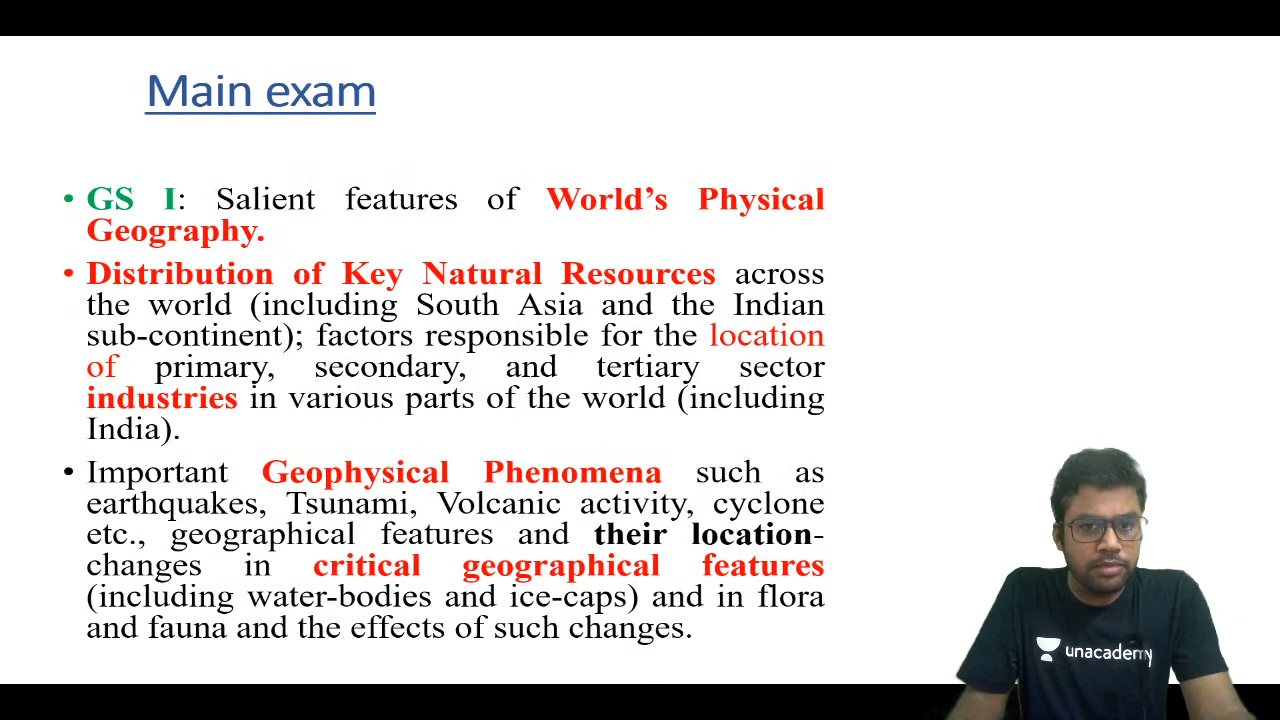 Main exam
• GS I: Salient features of World’s Physical
Geography.
• Distribution of Key Natural Resources across
the world (including South Asia and the Indian
sub-continent); factors responsible for the location
of primary, secondary, and tertiary sector
industries in various parts of the world (including
India).
• Important Geophysical Phenomena such as
earthquakes, Tsunami, Volcanic activity, cyclone
etc., geographical features and their location-
changes in critical geographical features
(including water-bodies and ice-caps) and in flora
and fauna and the effects of such changes.
unacademy